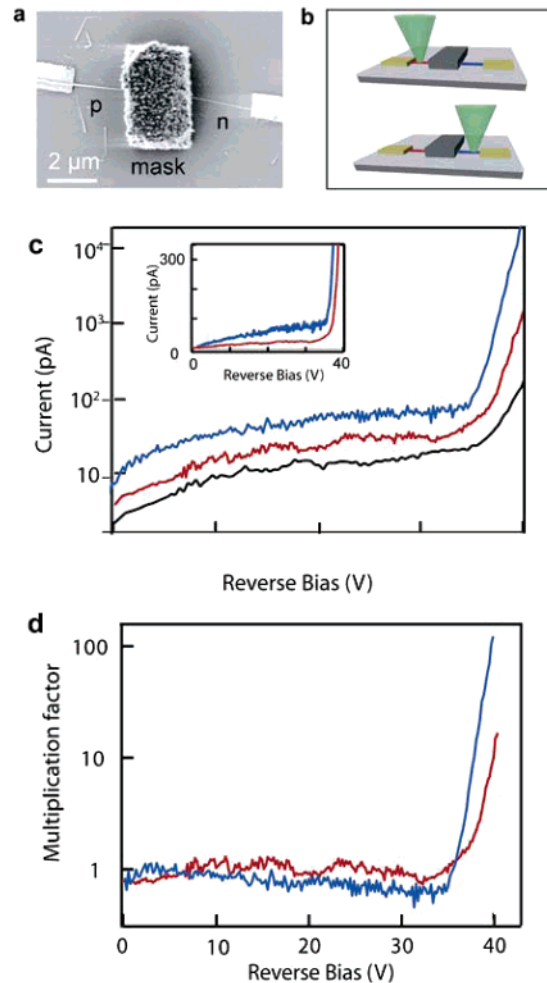 a
p
n
2 μm
mask
b
c
10⁴
10³
10²
10
Current (pA)
300
0
Current (pA)
0
20
40
Reverse Bias (V)
Reverse Bias (V)
d
100
10
1
Multiplication factor
0
10
20
30
40
Reverse Bias (V)